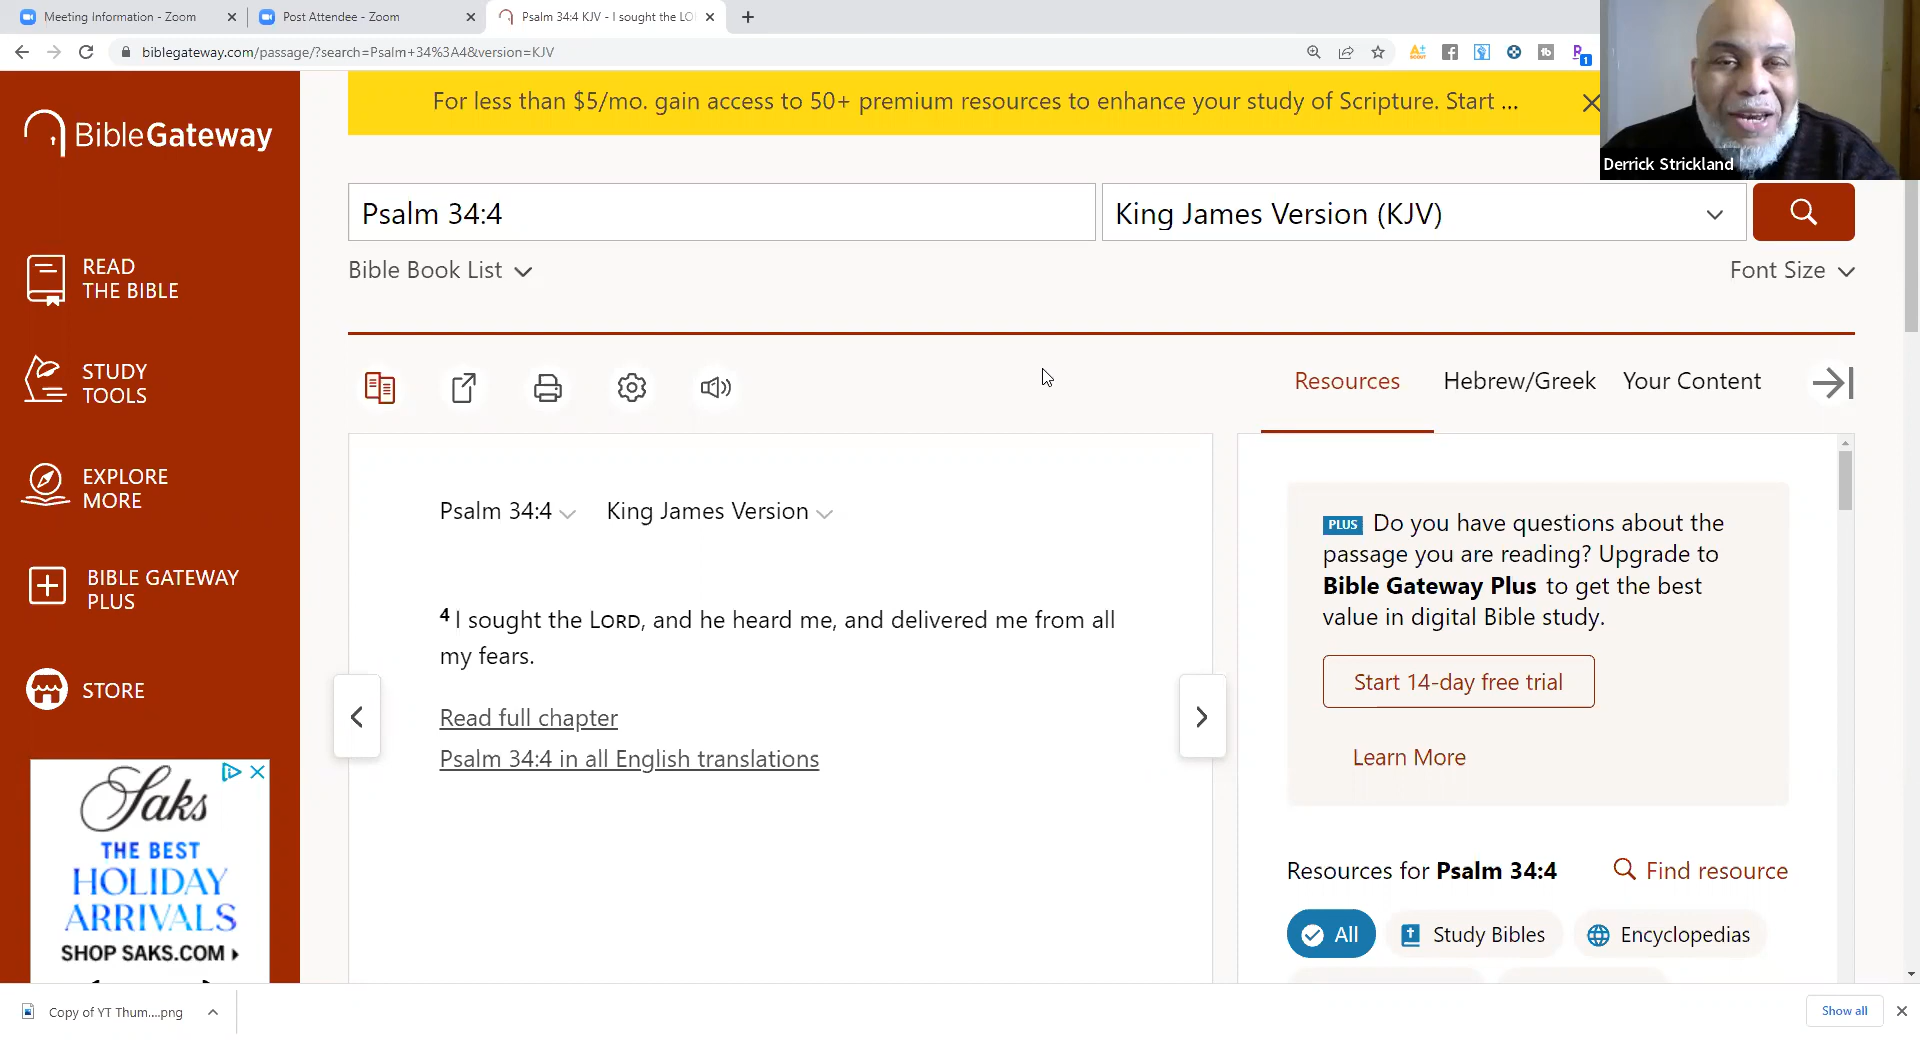 Meeting Information - Zoom
Post Attendee - Zoom
Psalm 34:4 KJV - I sought the LO
biblegateway.com/passage/?search=Psalm+34%3A4&version=KJV
1
For less than $5/mo. gain access to 50+ premium resources to enhance your study of Scripture. Start ...
Derrick Strickland
BibleGateway
Psalm 34:4
King James Version (KJV)
Bible Book List
Font Size
READ
THE BIBLE
STUDY
TOOLS
EXPLORE
MORE
BIBLE GATEWAY
PLUS
STORE
Resources
Hebrew/Greek
Your Content
Psalm 34:4
King James Version
4 I sought the LORD, and he heard me, and delivered me from all
my fears.
Read full chapter
Psalm 34:4 in all English translations
PLUS Do you have questions about the
passage you are reading? Upgrade to
Bible Gateway Plus to get the best
value in digital Bible study.
Start 14-day free trial
Learn More
Resources for Psalm 34:4
Find resource
All
Study Bibles
Encyclopedias
Saks
THE BEST
HOLIDAY
ARRIVALS
SHOP SAKS.COM
Copy of YT Thum....png
Show all